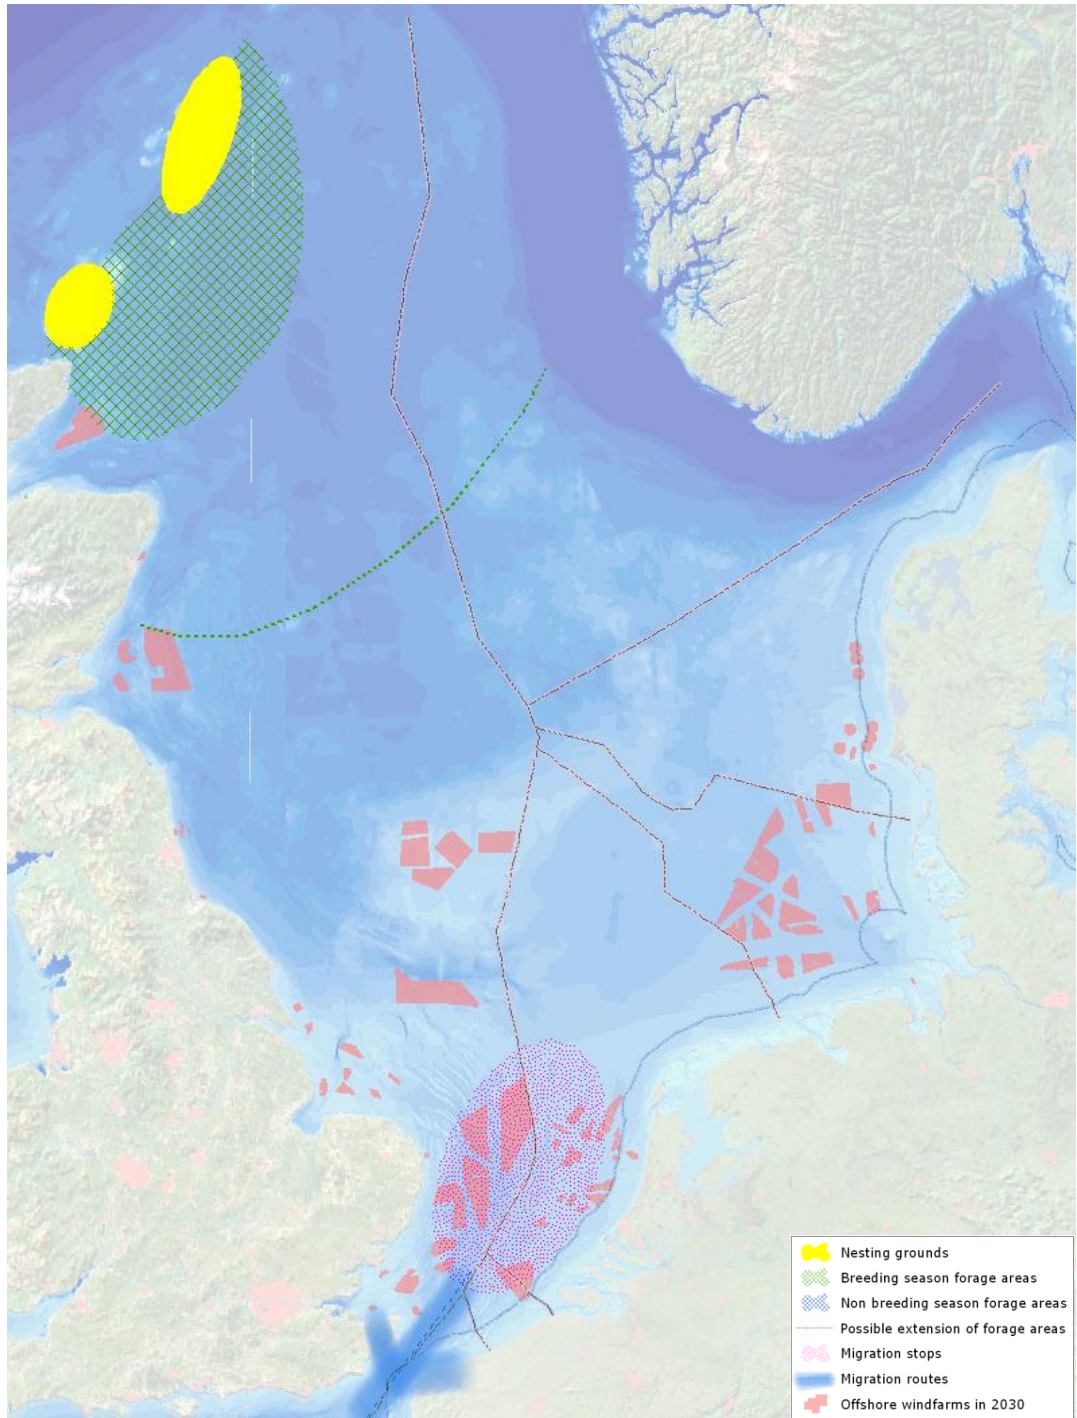 Nesting grounds
Breeding season forage areas
Non breeding season forage areas
Possible extension of forage areas
Migration stops
Migration routes
Offshore windfarms in 2030